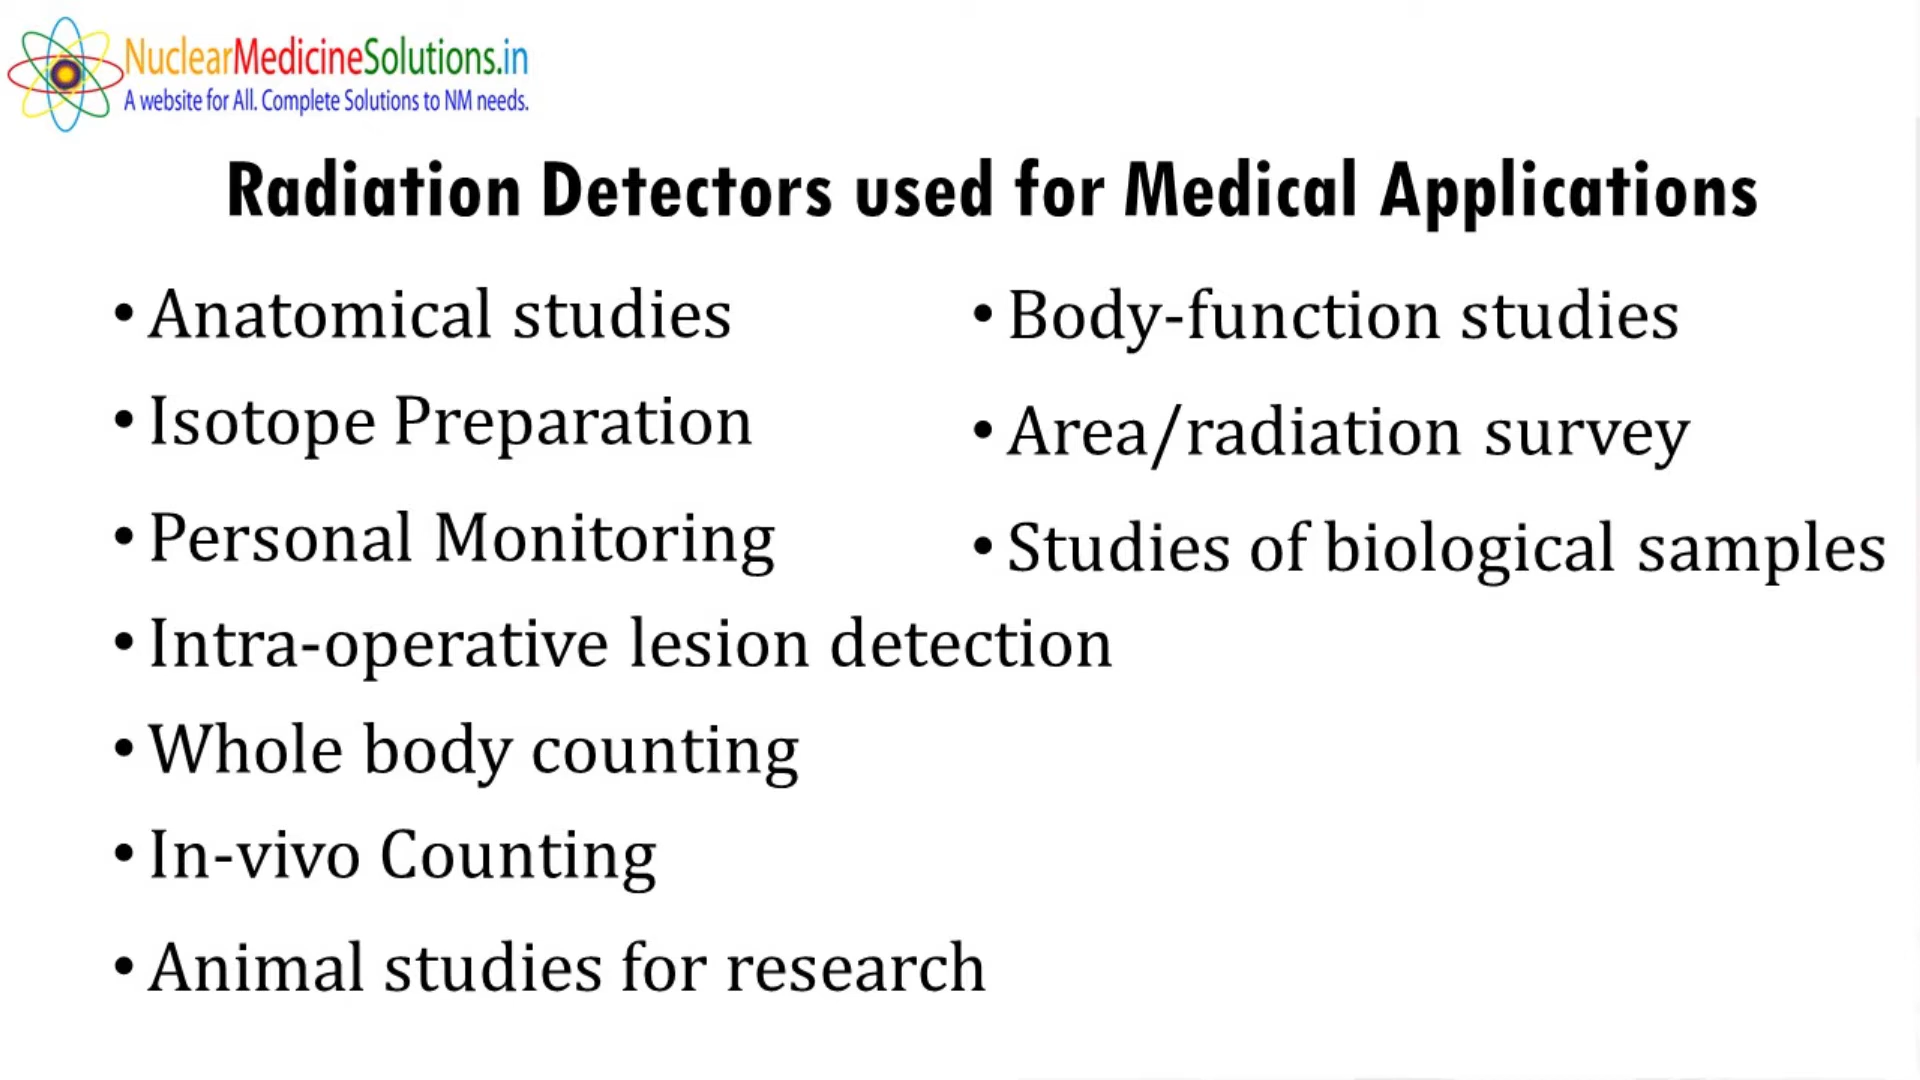 NuclearMedicineSolutions.in
A website for All. Complete Solutions to NM needs.
Radiation Detectors used for Medical Applications
• Anatomical studies
• Isotope Preparation
• Personal Monitoring
• Intra-operative lesion detection
• Whole body counting
• In-vivo Counting
• Animal studies for research
• Body-function studies
• Area/radiation survey
• Studies of biological samples